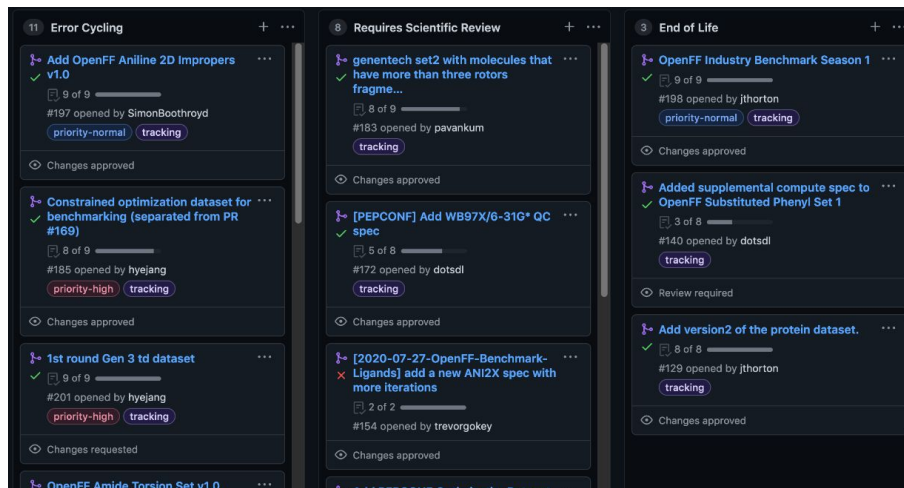 11 Error Cycling + ...
Add OpenFF Aniline 2D Impropers ...
v1.0
9 of 9
#197 opened by SimonBoothroyd
priority-normal tracking
Changes approved
Constrained optimization dataset for ...
benchmarking (separated from PR
#169)
8 of 9
#185 opened by hyejang
priority-high tracking
Changes approved
1st round Gen 3 td dataset ...
9 of 9
#201 opened by hyejang
priority-high tracking
Changes requested
OpenFF Amide Torsion Set v1.0 ...
8 Requires Scientific Review + ...
genentech set2 with molecules that ...
have more than three rotors
fragme...
8 of 9
#183 opened by pavankum
tracking
Changes approved
[PEPCONF] Add WB97X/6-31G* QC ...
spec
5 of 8
#172 opened by dotsdl
tracking
Changes approved
[2020-07-27-OpenFF-Benchmark- ...
Ligands] add a new ANI2X spec with
more iterations
2 of 2
#154 opened by trevorgokey
Changes approved
3 End of Life + ...
OpenFF Industry Benchmark Season 1 ...
9 of 9
#198 opened by jthorton
priority-normal tracking
Changes approved
Added supplemental compute spec to ...
OpenFF Substituted Phenyl Set 1
3 of 8
#140 opened by dotsdl
tracking
Review required
Add version2 of the protein dataset. ...
8 of 8
#129 opened by jthorton
tracking
Changes approved